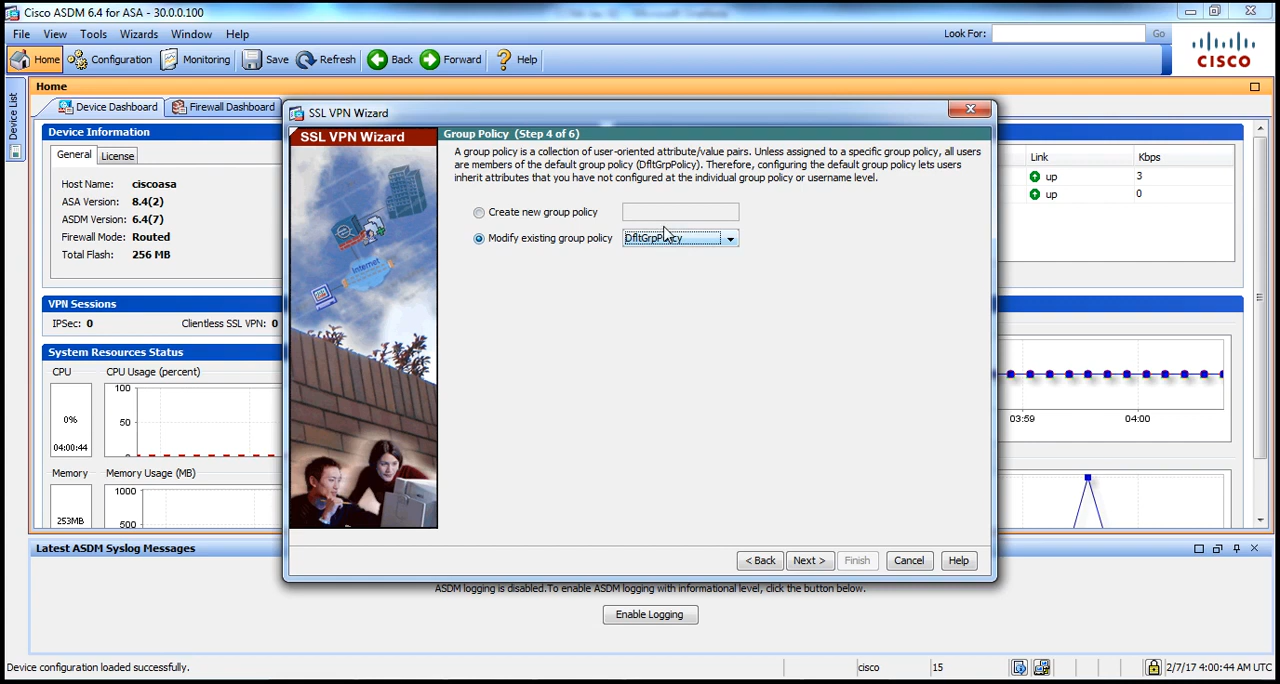 Cisco ASDM 6.4 for ASA - 30.0.0.100
File View Tools Wizards Window Help
Look For:
Go
Home Configuration Monitoring Save Refresh Back Forward Help
CISCO
Device List
Home
Device Dashboard Firewall Dashboard
Device Information
General License
Host Name: ciscoasa
ASA Version: 8.4(2)
ASDM Version: 6.4(7)
Firewall Mode: Routed
Total Flash: 256 MB
VPN Sessions
IPSec: 0 Clientless SSL VPN: 0
System Resources Status
CPU CPU Usage (percent)
100
50
0%
04:00:44
Memory Memory Usage (MB)
1000
500
253MB
SSL VPN Wizard
SSL VPN Wizard
Internet
Group Policy (Step 4 of 6)
A group policy is a collection of user-oriented attribute/value pairs. Unless assigned to a specific group policy, all users
are members of the default group policy (DfltGrpPolicy). Therefore, configuring the default group policy lets users
inherit attributes that you have not configured at the individual group policy or username level.
Create new group policy
Modify existing group policy DfltGrpPolicy
< Back Next > Finish Cancel Help
Link Kbps
up 3
up 0
03:59 04:00
Latest ASDM Syslog Messages
ASDM logging is disabled.To enable ASDM logging with informational level, click the button below.
Enable Logging
Device configuration loaded successfully.
cisco 15 2/7/17 4:00:44 AM UTC